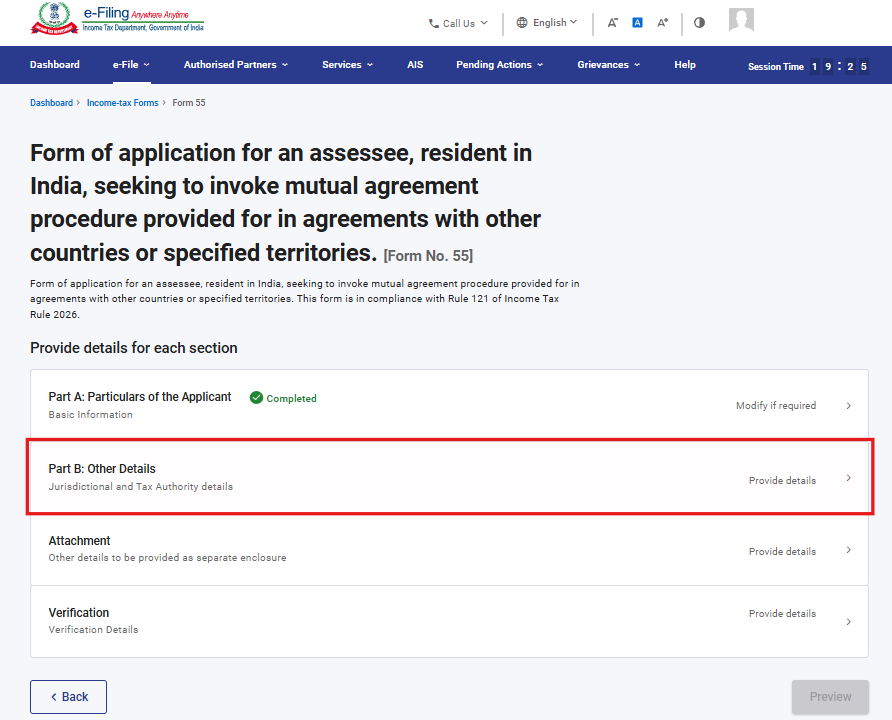 e-Filing Anywhere Anytime
Income Tax Department, Government of India
Call Us
English
A-
A
A+
Dashboard
e-File
Authorised Partners
Services
AIS
Pending Actions
Grievances
Help
Session Time 1 9 : 2 5
Dashboard > Income-tax Forms > Form 55
Form of application for an assessee, resident in
India, seeking to invoke mutual agreement
procedure provided for in agreements with other
countries or specified territories. [Form No. 55]
Form of application for an assessee, resident in India, seeking to invoke mutual agreement procedure provided for in
agreements with other countries or specified territories. This form is in compliance with Rule 121 of Income Tax
Rule 2026.
Provide details for each section
Part A: Particulars of the Applicant Completed
Basic Information
Modify if required
Part B: Other Details
Jurisdictional and Tax Authority details
Provide details
Attachment
Other details to be provided as separate enclosure
Provide details
Verification
Verification Details
Provide details
< Back
Preview